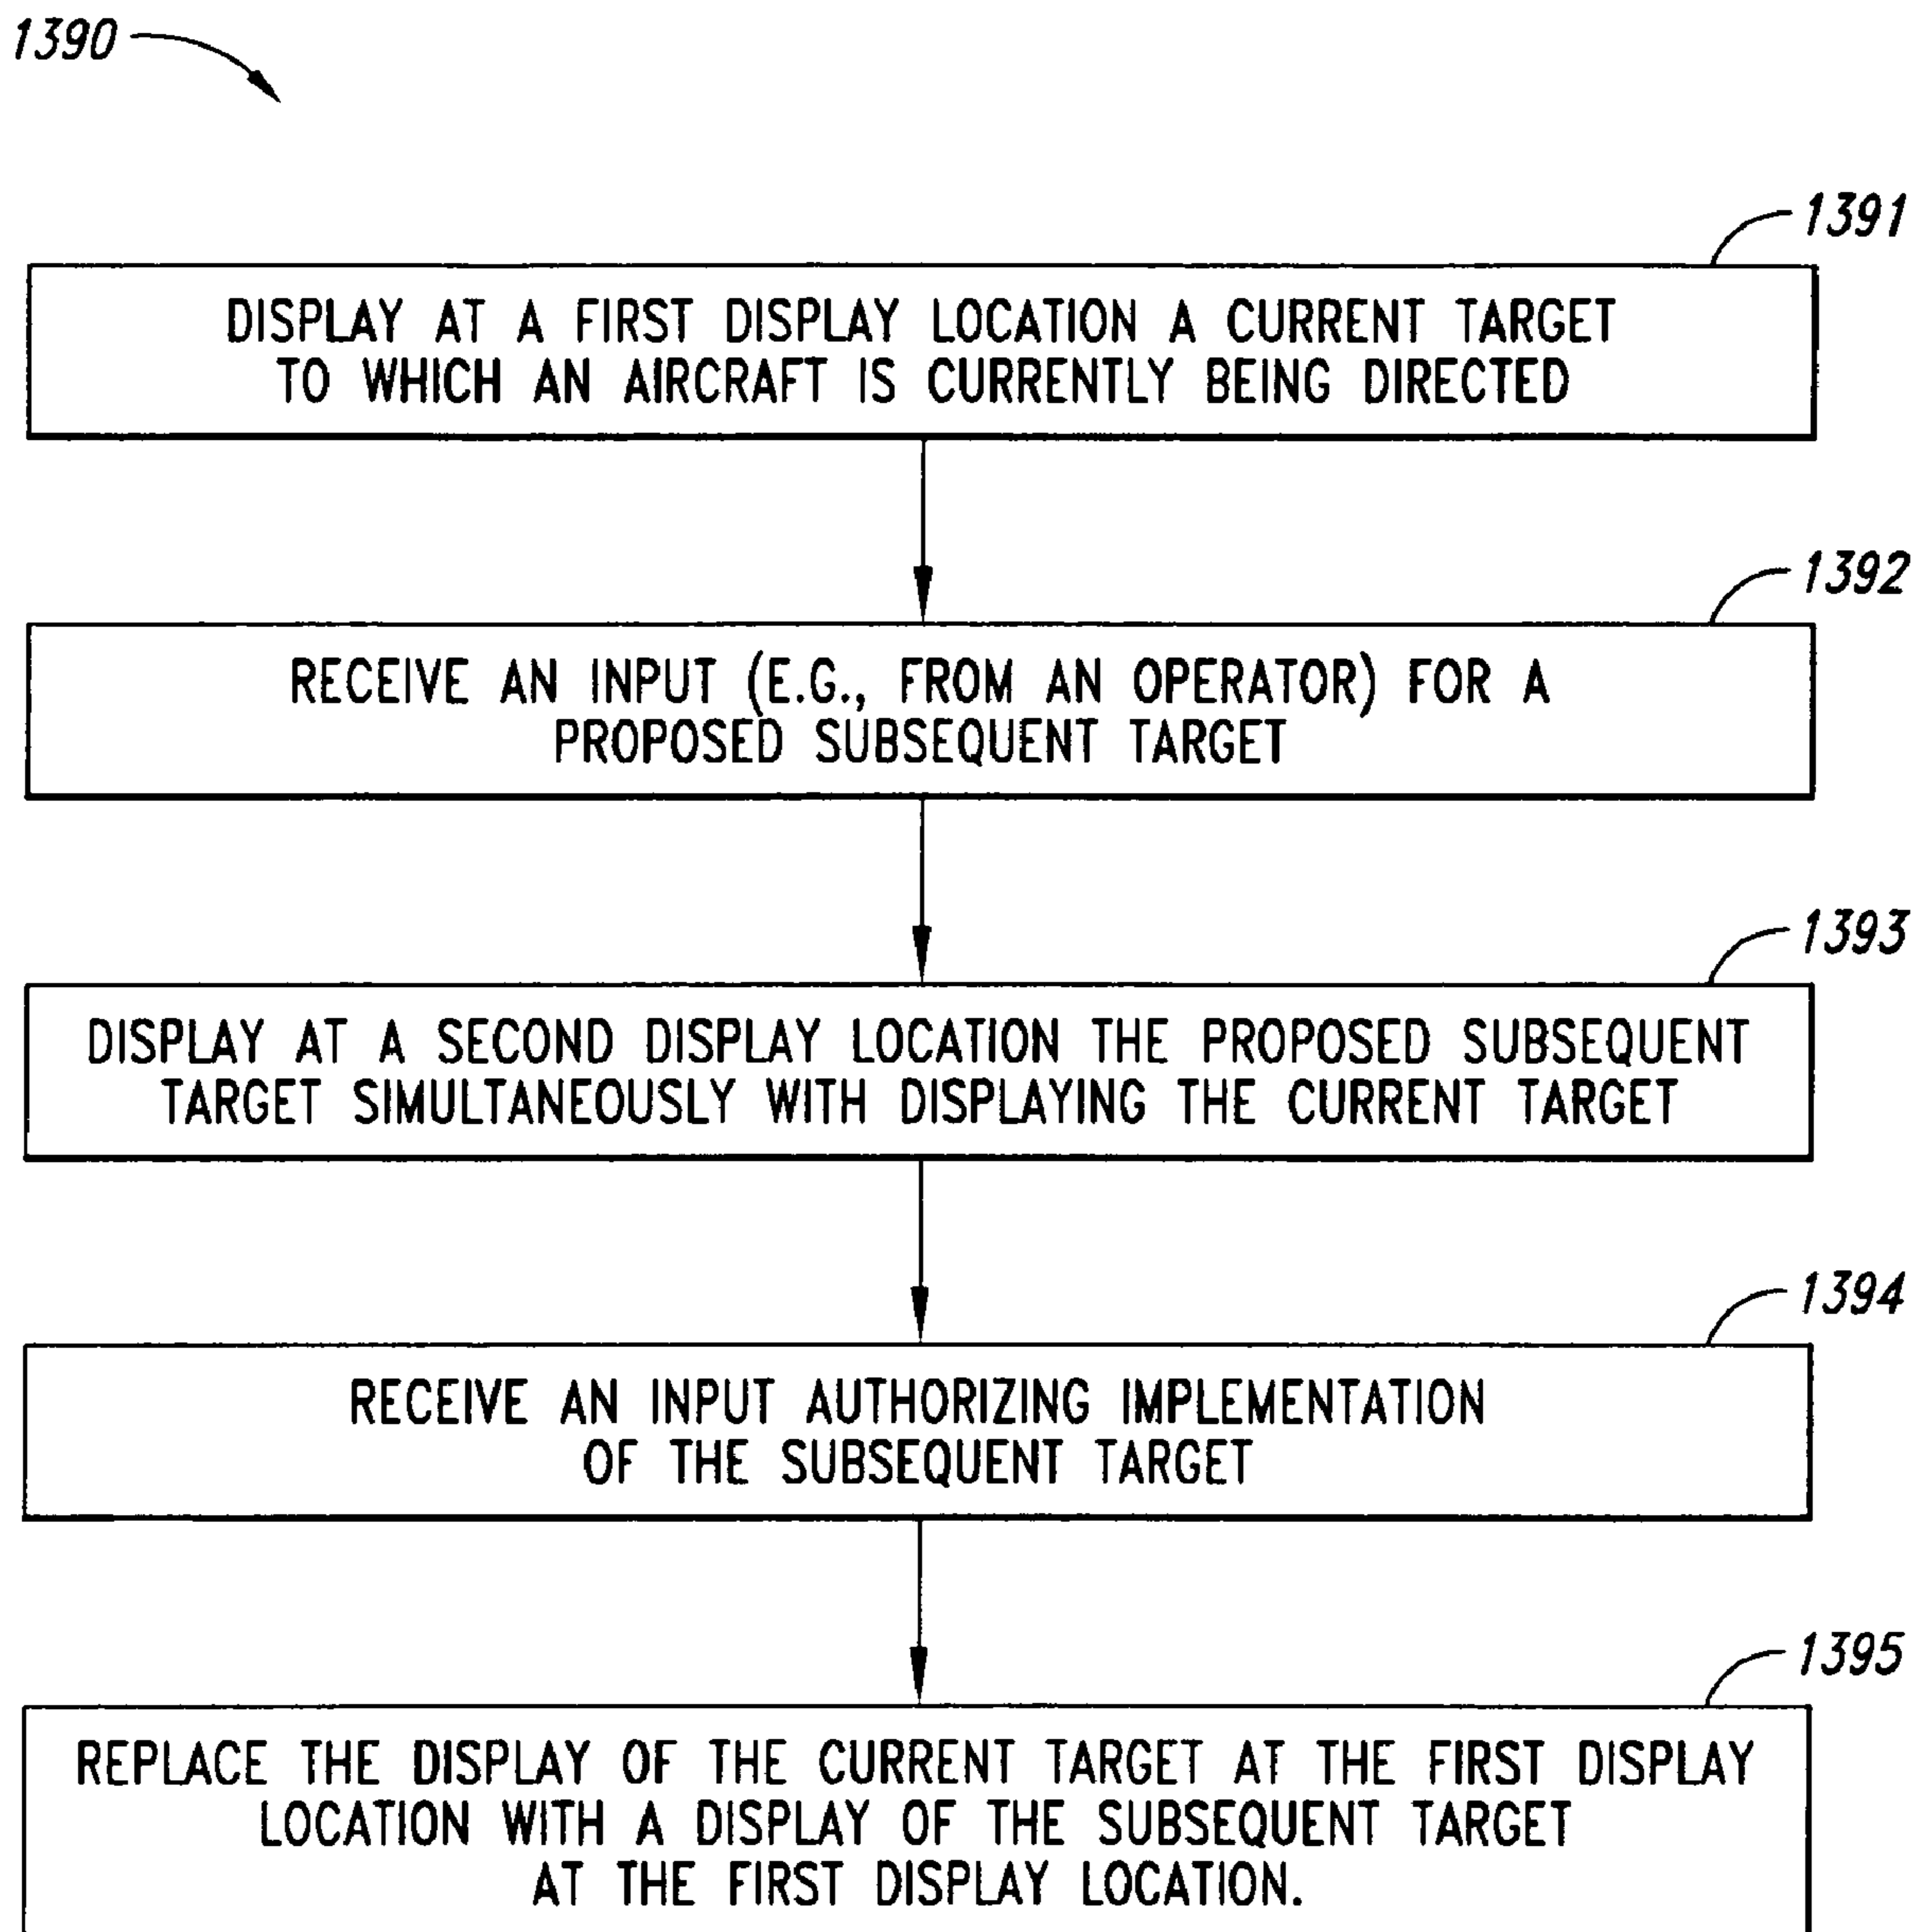 1390
1391
DISPLAY AT A FIRST DISPLAY LOCATION A CURRENT TARGET
TO WHICH AN AIRCRAFT IS CURRENTLY BEING DIRECTED
1392
RECEIVE AN INPUT (E.G., FROM AN OPERATOR) FOR A
PROPOSED SUBSEQUENT TARGET
1393
DISPLAY AT A SECOND DISPLAY LOCATION THE PROPOSED SUBSEQUENT
TARGET SIMULTANEOUSLY WITH DISPLAYING THE CURRENT TARGET
1394
RECEIVE AN INPUT AUTHORIZING IMPLEMENTATION
OF THE SUBSEQUENT TARGET
1395
REPLACE THE DISPLAY OF THE CURRENT TARGET AT THE FIRST DISPLAY
LOCATION WITH A DISPLAY OF THE SUBSEQUENT TARGET
AT THE FIRST DISPLAY LOCATION.